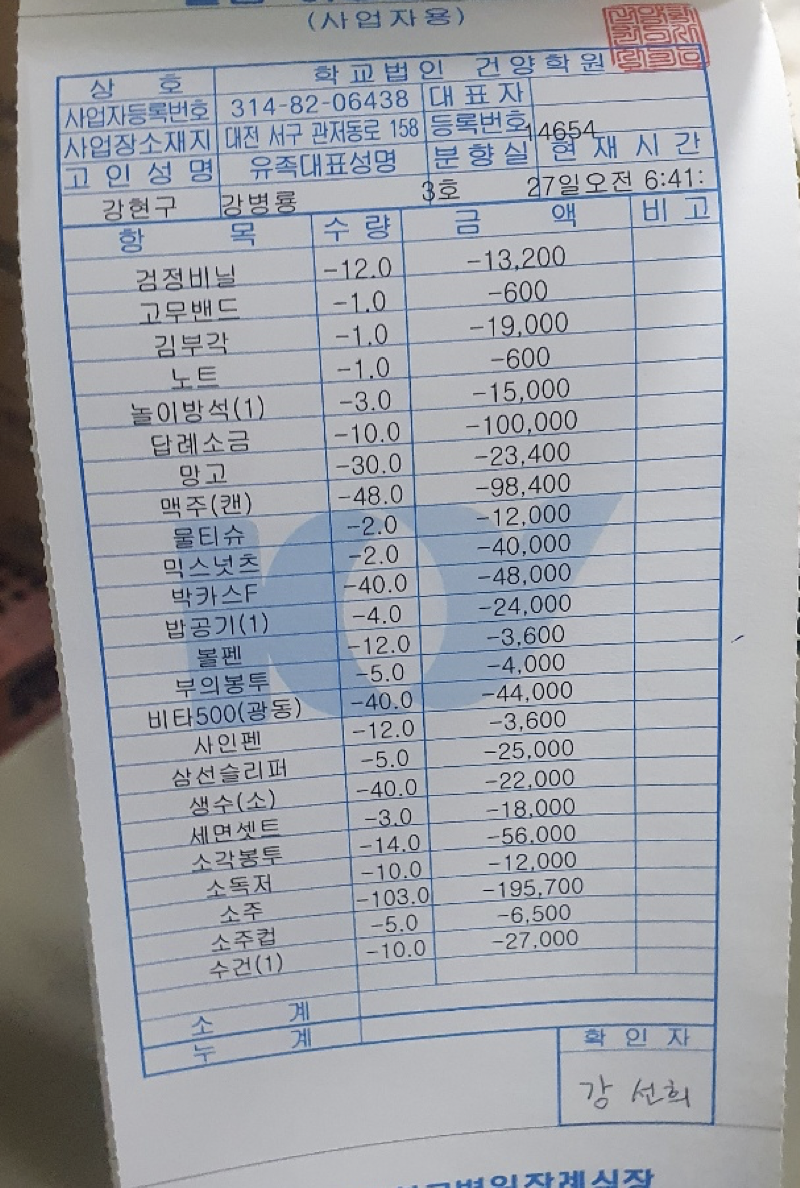 (사업자용)
상 호 학교법인 건양학원
사업자등록번호 314-82-06438 대 표 자
사업장소재지 대전 서구 관저동로 158 등록번호 14654
고 인 성 명 유족대표성명 분 향 실 현 재 시 간
강현구 강병룡 3호 27일오전 6:41:
항 목 수 량 금 액 비 고
검정비닐 -12.0 -13,200
고무밴드 -1.0 -600
김부각 -1.0 -19,000
노트 -1.0 -600
놀이방석(1) -3.0 -15,000
답례소금 -10.0 -100,000
망고 -30.0 -23,400
맥주(캔) -48.0 -98,400
물티슈 -2.0 -12,000
믹스넛츠 -2.0 -40,000
박카스F -40.0 -48,000
밥공기(1) -4.0 -24,000
볼펜 -12.0 -3,600
부의봉투 -5.0 -4,000
비타500(광동) -40.0 -44,000
사인펜 -12.0 -3,600
삼선슬리퍼 -5.0 -25,000
생수(소) -40.0 -22,000
세면셋트 -3.0 -18,000
소각봉투 -14.0 -56,000
소독저 -10.0 -12,000
소주 -103.0 -195,700
소주컵 -5.0 -6,500
수건(1) -10.0 -27,000
소 계
누 계
확 인 자
강 선희